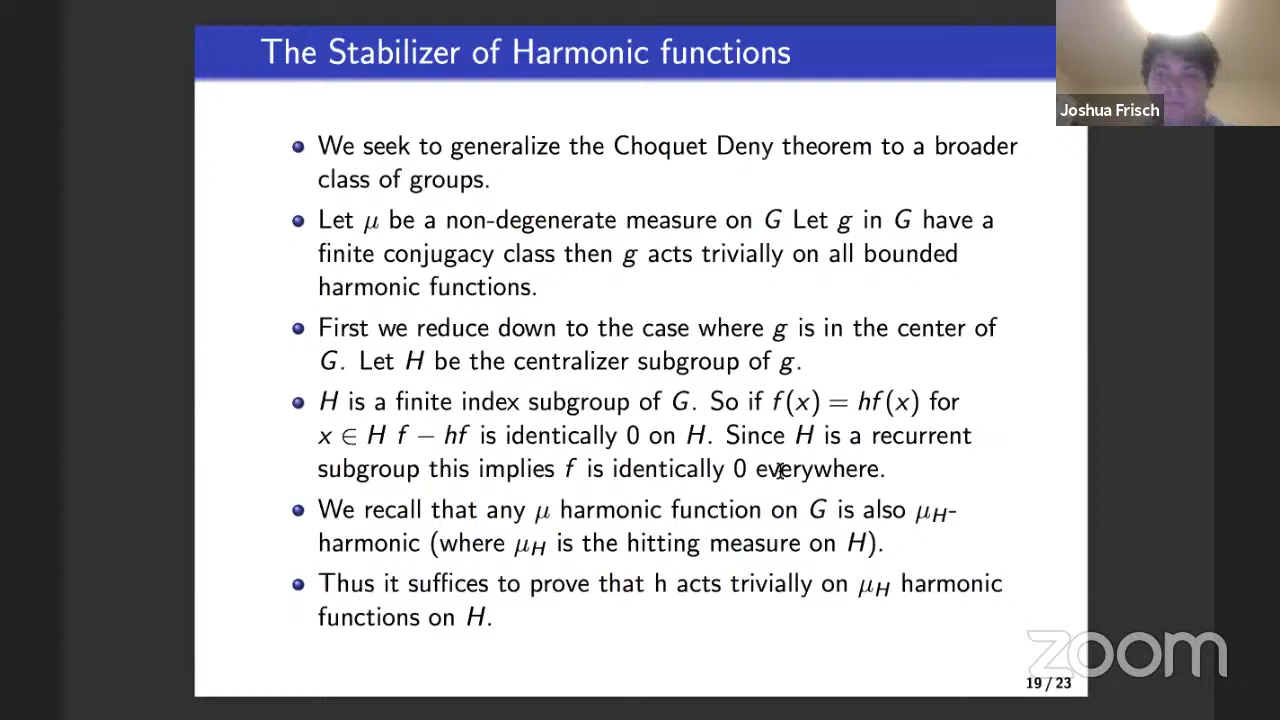 The Stabilizer of Harmonic functions
Joshua Frisch
We seek to generalize the Choquet Deny theorem to a broader
class of groups.
Let μ be a non-degenerate measure on G Let g in G have a
finite conjugacy class then g acts trivially on all bounded
harmonic functions.
First we reduce down to the case where g is in the center of
G. Let H be the centralizer subgroup of g.
H is a finite index subgroup of G. So if f(x) = hf(x) for
x ∈ H f − hf is identically 0 on H. Since H is a recurrent
subgroup this implies f is identically 0 everywhere.
We recall that any μ harmonic function on G is also μ_H-
harmonic (where μ_H is the hitting measure on H).
Thus it suffices to prove that h acts trivially on μ_H harmonic
functions on H.
zoom
19 / 23